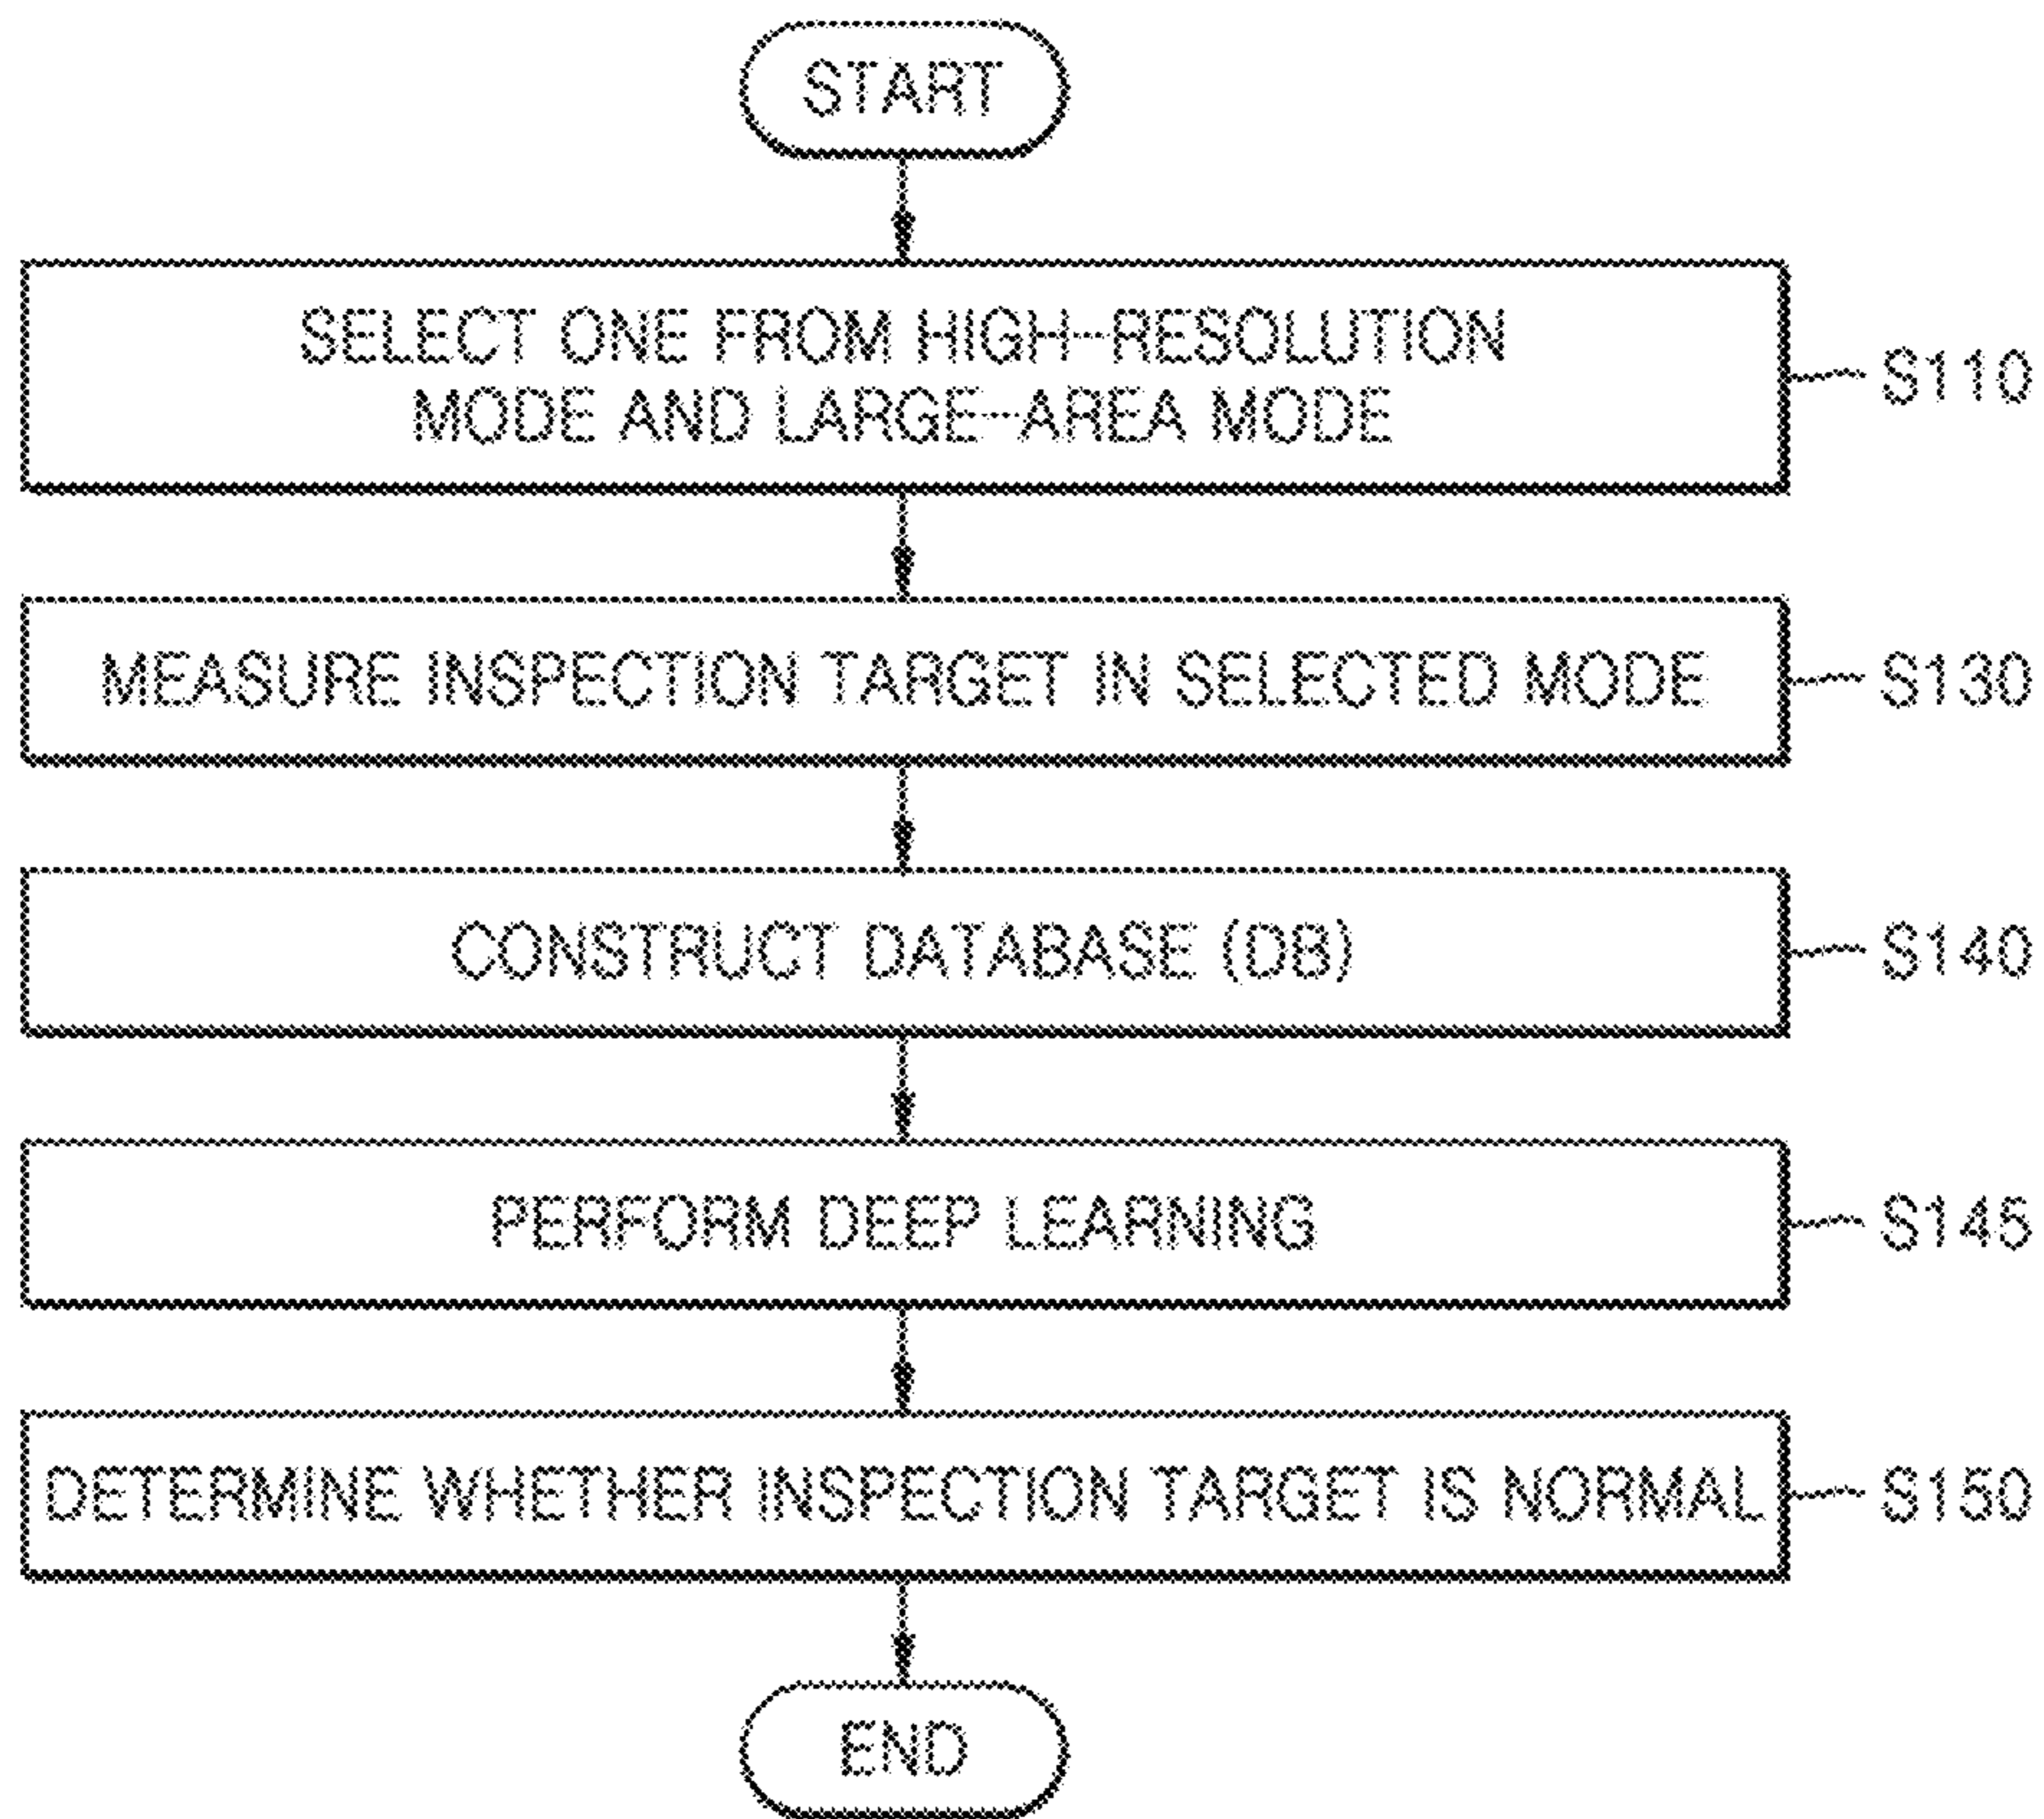 START
SELECT ONE FROM HIGH-RESOLUTION
MODE AND LARGE-AREA MODE
S110
MEASURE INSPECTION TARGET IN SELECTED MODE
S130
CONSTRUCT DATABASE (DB)
S140
PERFORM DEEP LEARNING
S145
DETERMINE WHETHER INSPECTION TARGET IS NORMAL
S150
END